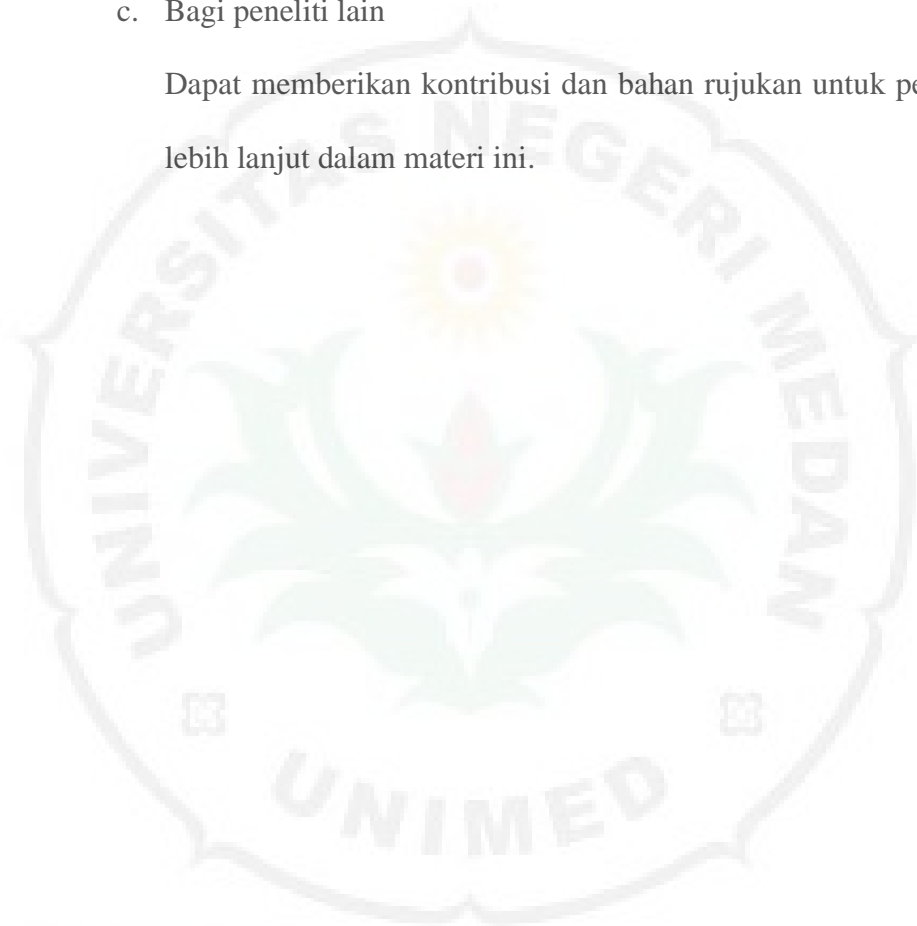 c. Bagi peneliti lain
Dapat memberikan kontribusi dan bahan rujukan untuk
lebih lanjut dalam materi ini.
UNIVERSITAS NEGERI MEDAN
UNIMED